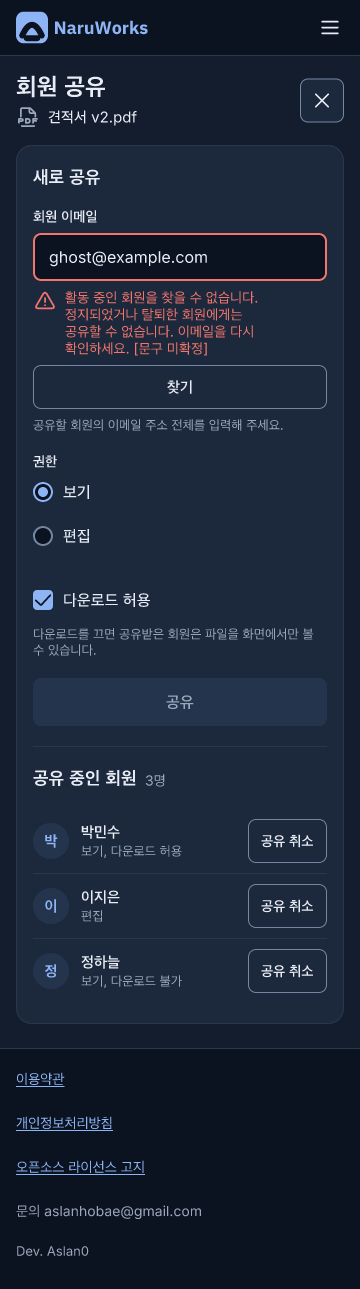 NaruWorks
회원 공유
PDF
견적서 v2.pdf
새로 공유
회원 이메일
ghost@example.com
활동 중인 회원을 찾을 수 없습니다.
정지되었거나 탈퇴한 회원에게는
공유할 수 없습니다. 이메일을 다시
확인하세요. [문구 미확정]
찾기
공유할 회원의 이메일 주소 전체를 입력해 주세요.
권한
보기
편집
다운로드 허용
다운로드를 끄면 공유받은 회원은 파일을 화면에서만 볼
수 있습니다.
공유
공유 중인 회원 3명
박
박민수
보기, 다운로드 허용
공유 취소
이
이지은
편집
공유 취소
정
정하늘
보기, 다운로드 불가
공유 취소
이용약관
개인정보처리방침
오픈소스 라이선스 고지
문의 aslanhobae@gmail.com
Dev. Aslan0